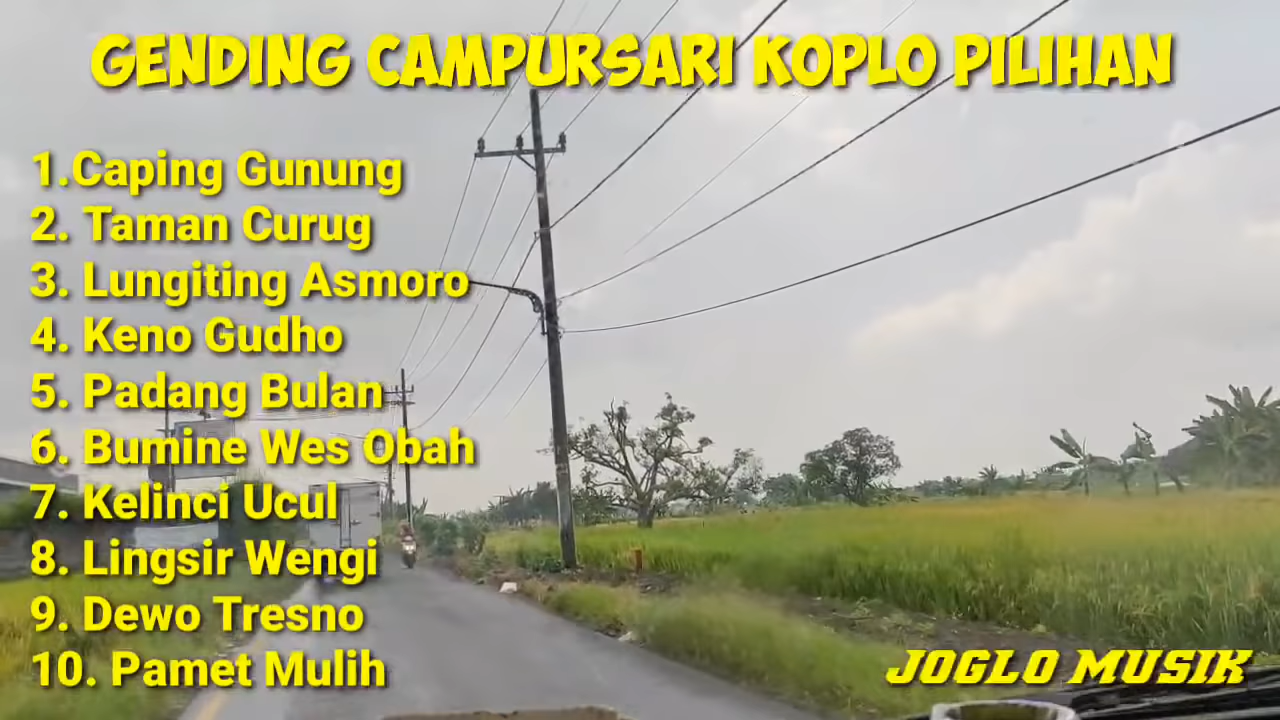 GENDING CAMPURSARI KOPLO PILIHAN
1.Caping Gunung
2. Taman Curug
3. Lungiting Asmoro
4. Keno Gudho
5. Padang Bulan
6. Bumine Wes Obah
7. Kelinci Ucul
8. Lingsir Wengi
9. Dewo Tresno
10. Pamet Mulih
JOGLO MUSIK